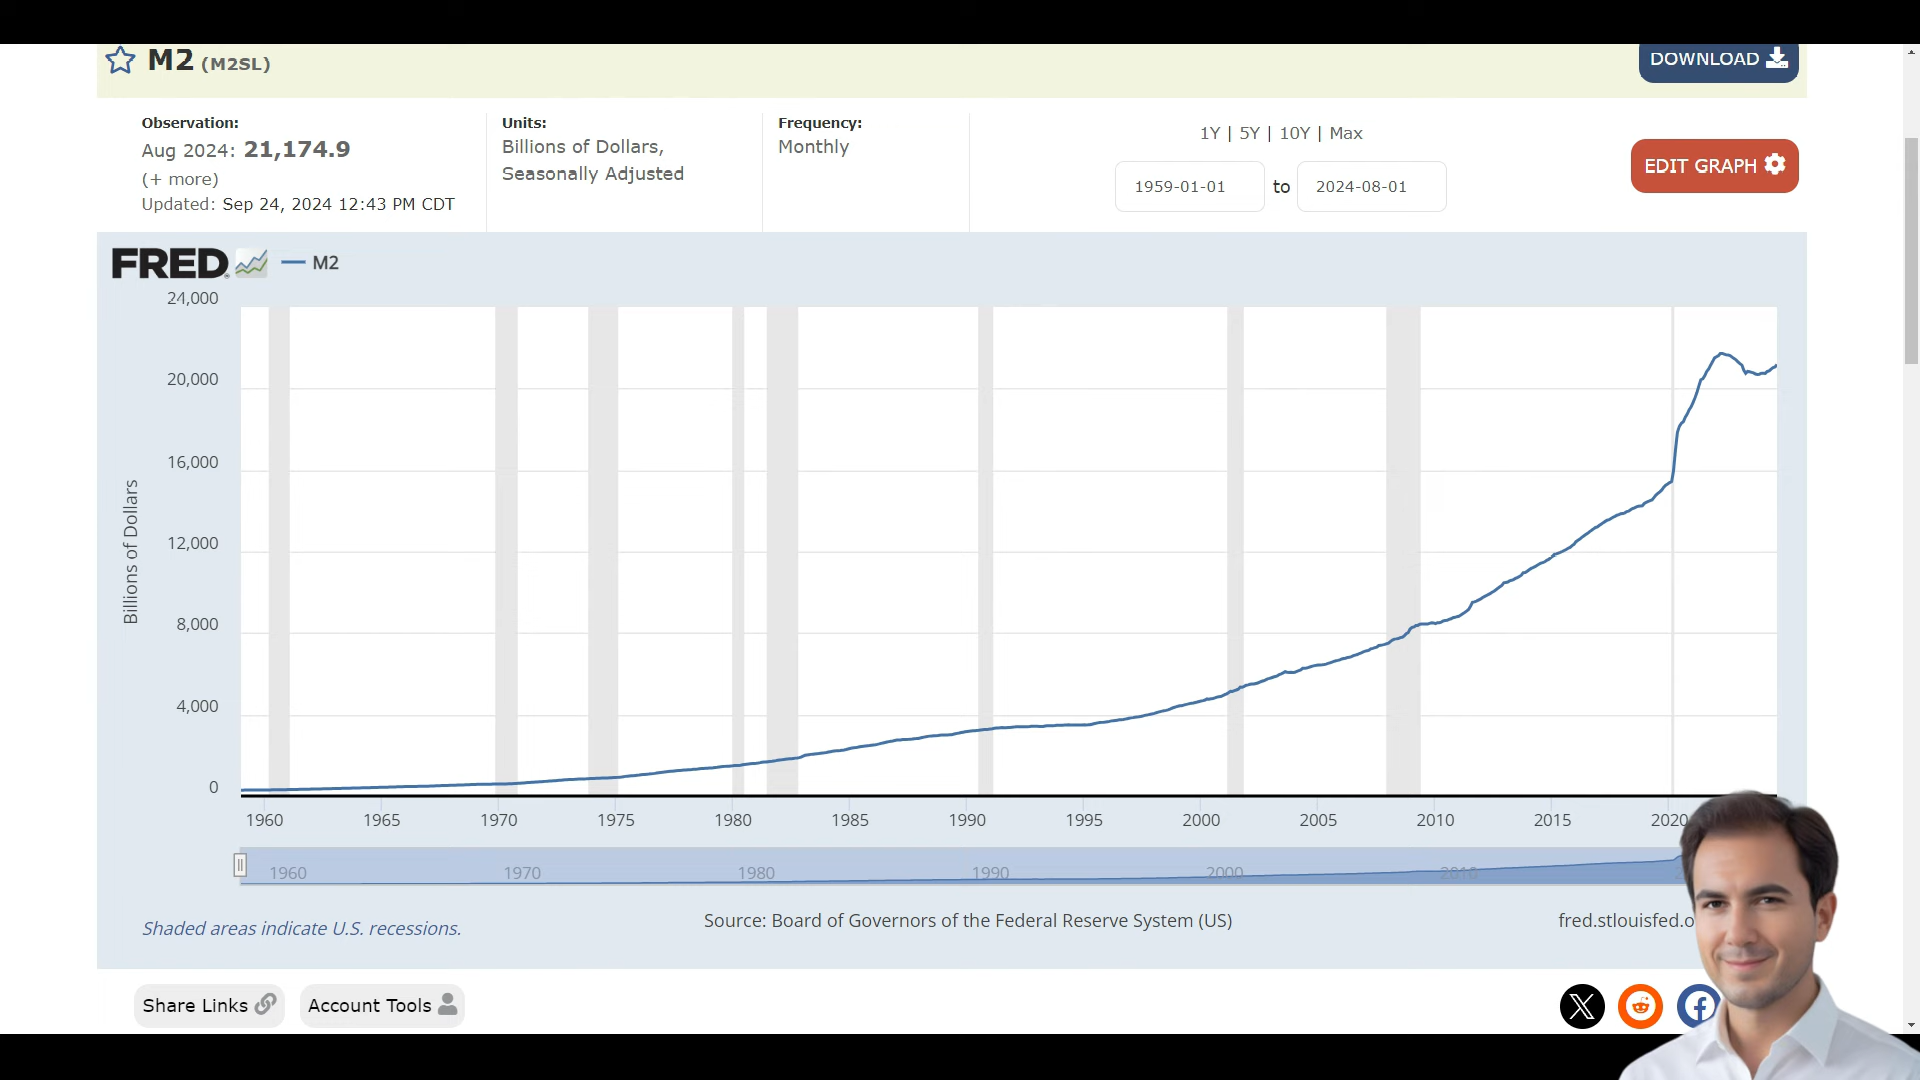 M2 (M2SL)
DOWNLOAD
Observation:
Aug 2024: 21,174.9
(+ more)
Updated: Sep 24, 2024 12:43 PM CDT
Units:
Billions of Dollars,
Seasonally Adjusted
Frequency:
Monthly
1Y | 5Y | 10Y | Max
1959-01-01 to 2024-08-01
EDIT GRAPH
FRED
M2
24,000
20,000
16,000
12,000
8,000
4,000
0
Billions of Dollars
1960 1965 1970 1975 1980 1985 1990 1995 2000 2005 2010 2015 2020
1960 1970 1980 1990 2000 2010
Shaded areas indicate U.S. recessions.
Source: Board of Governors of the Federal Reserve System (US)
fred.stlouisfed.o
Share Links
Account Tools